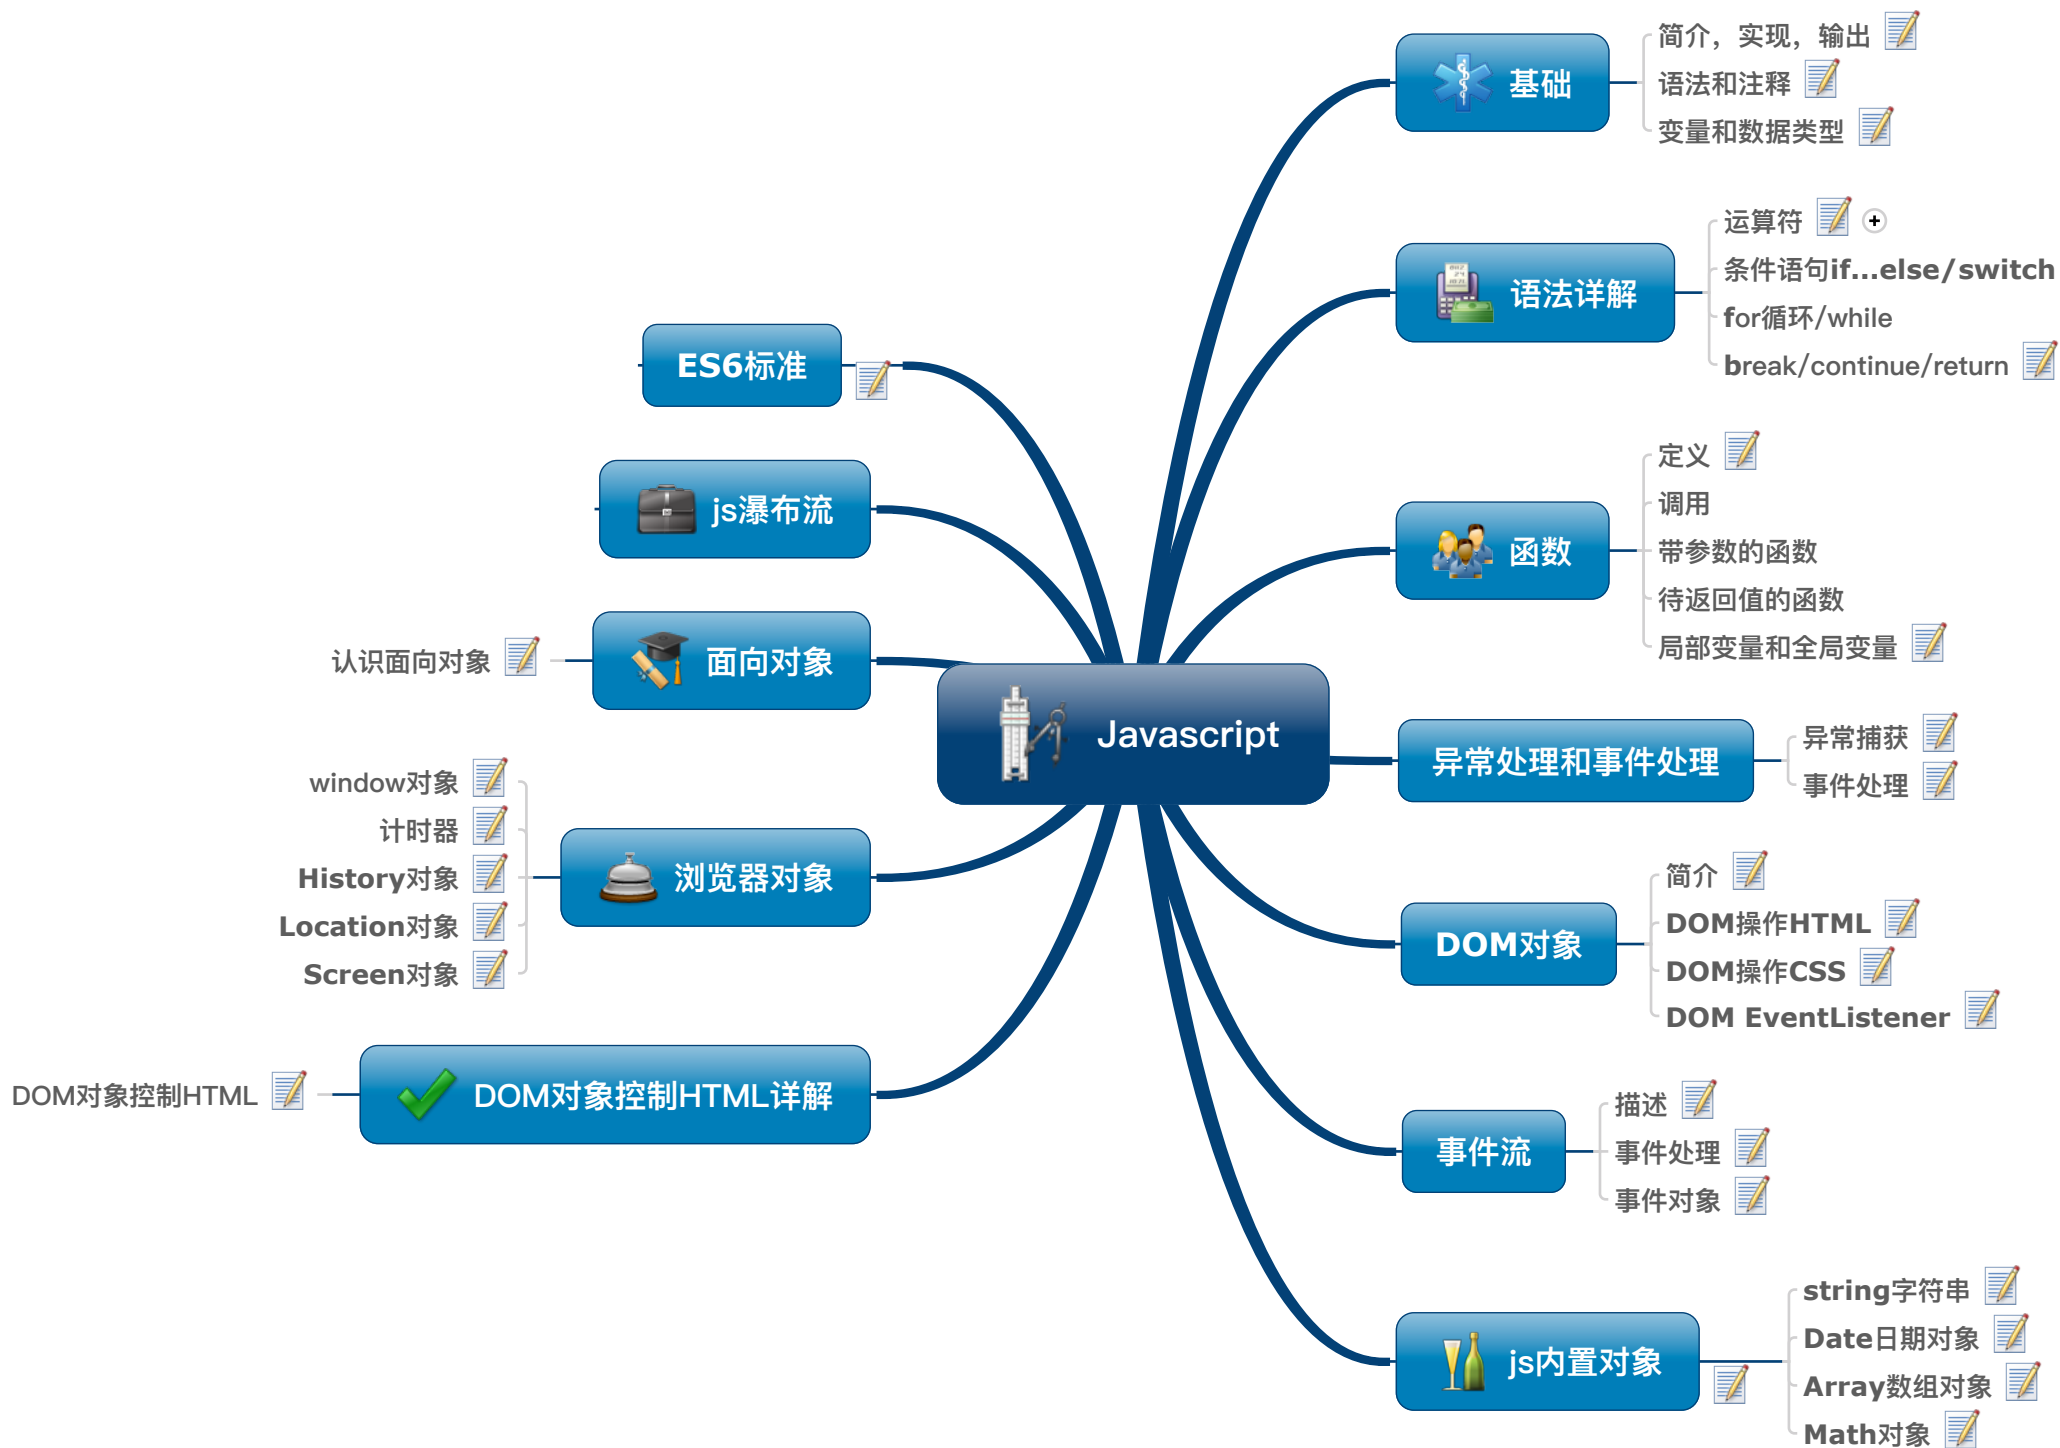 Javascript
基础
简介，实现，输出
语法和注释
变量和数据类型
语法详解
运算符
条件语句if...else/switch
for循环/while
break/continue/return
函数
定义
调用
带参数的函数
待返回值的函数
局部变量和全局变量
异常处理和事件处理
异常捕获
事件处理
DOM对象
简介
DOM操作HTML
DOM操作CSS
DOM EventListener
事件流
描述
事件处理
事件对象
js内置对象
string字符串
Date日期对象
Array数组对象
Math对象
ES6标准
js瀑布流
面向对象
认识面向对象
浏览器对象
window对象
计时器
History对象
Location对象
Screen对象
DOM对象控制HTML详解
DOM对象控制HTML